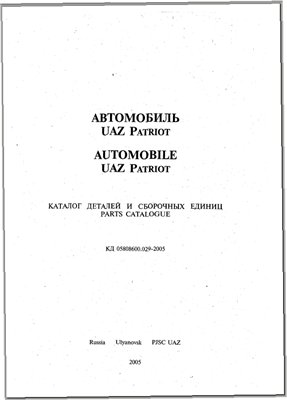 АВТОМОБИЛЬ
UAZ PATRIOT
AUTOMOBILE
UAZ PATRIOT
КАТАЛОГ ДЕТАЛЕЙ И СБОРОЧНЫХ ЕДИНИЦ
PARTS CATALOGUE
КД 05808600.029-2005
Russia Ulyanovsk PJSC UAZ
2005